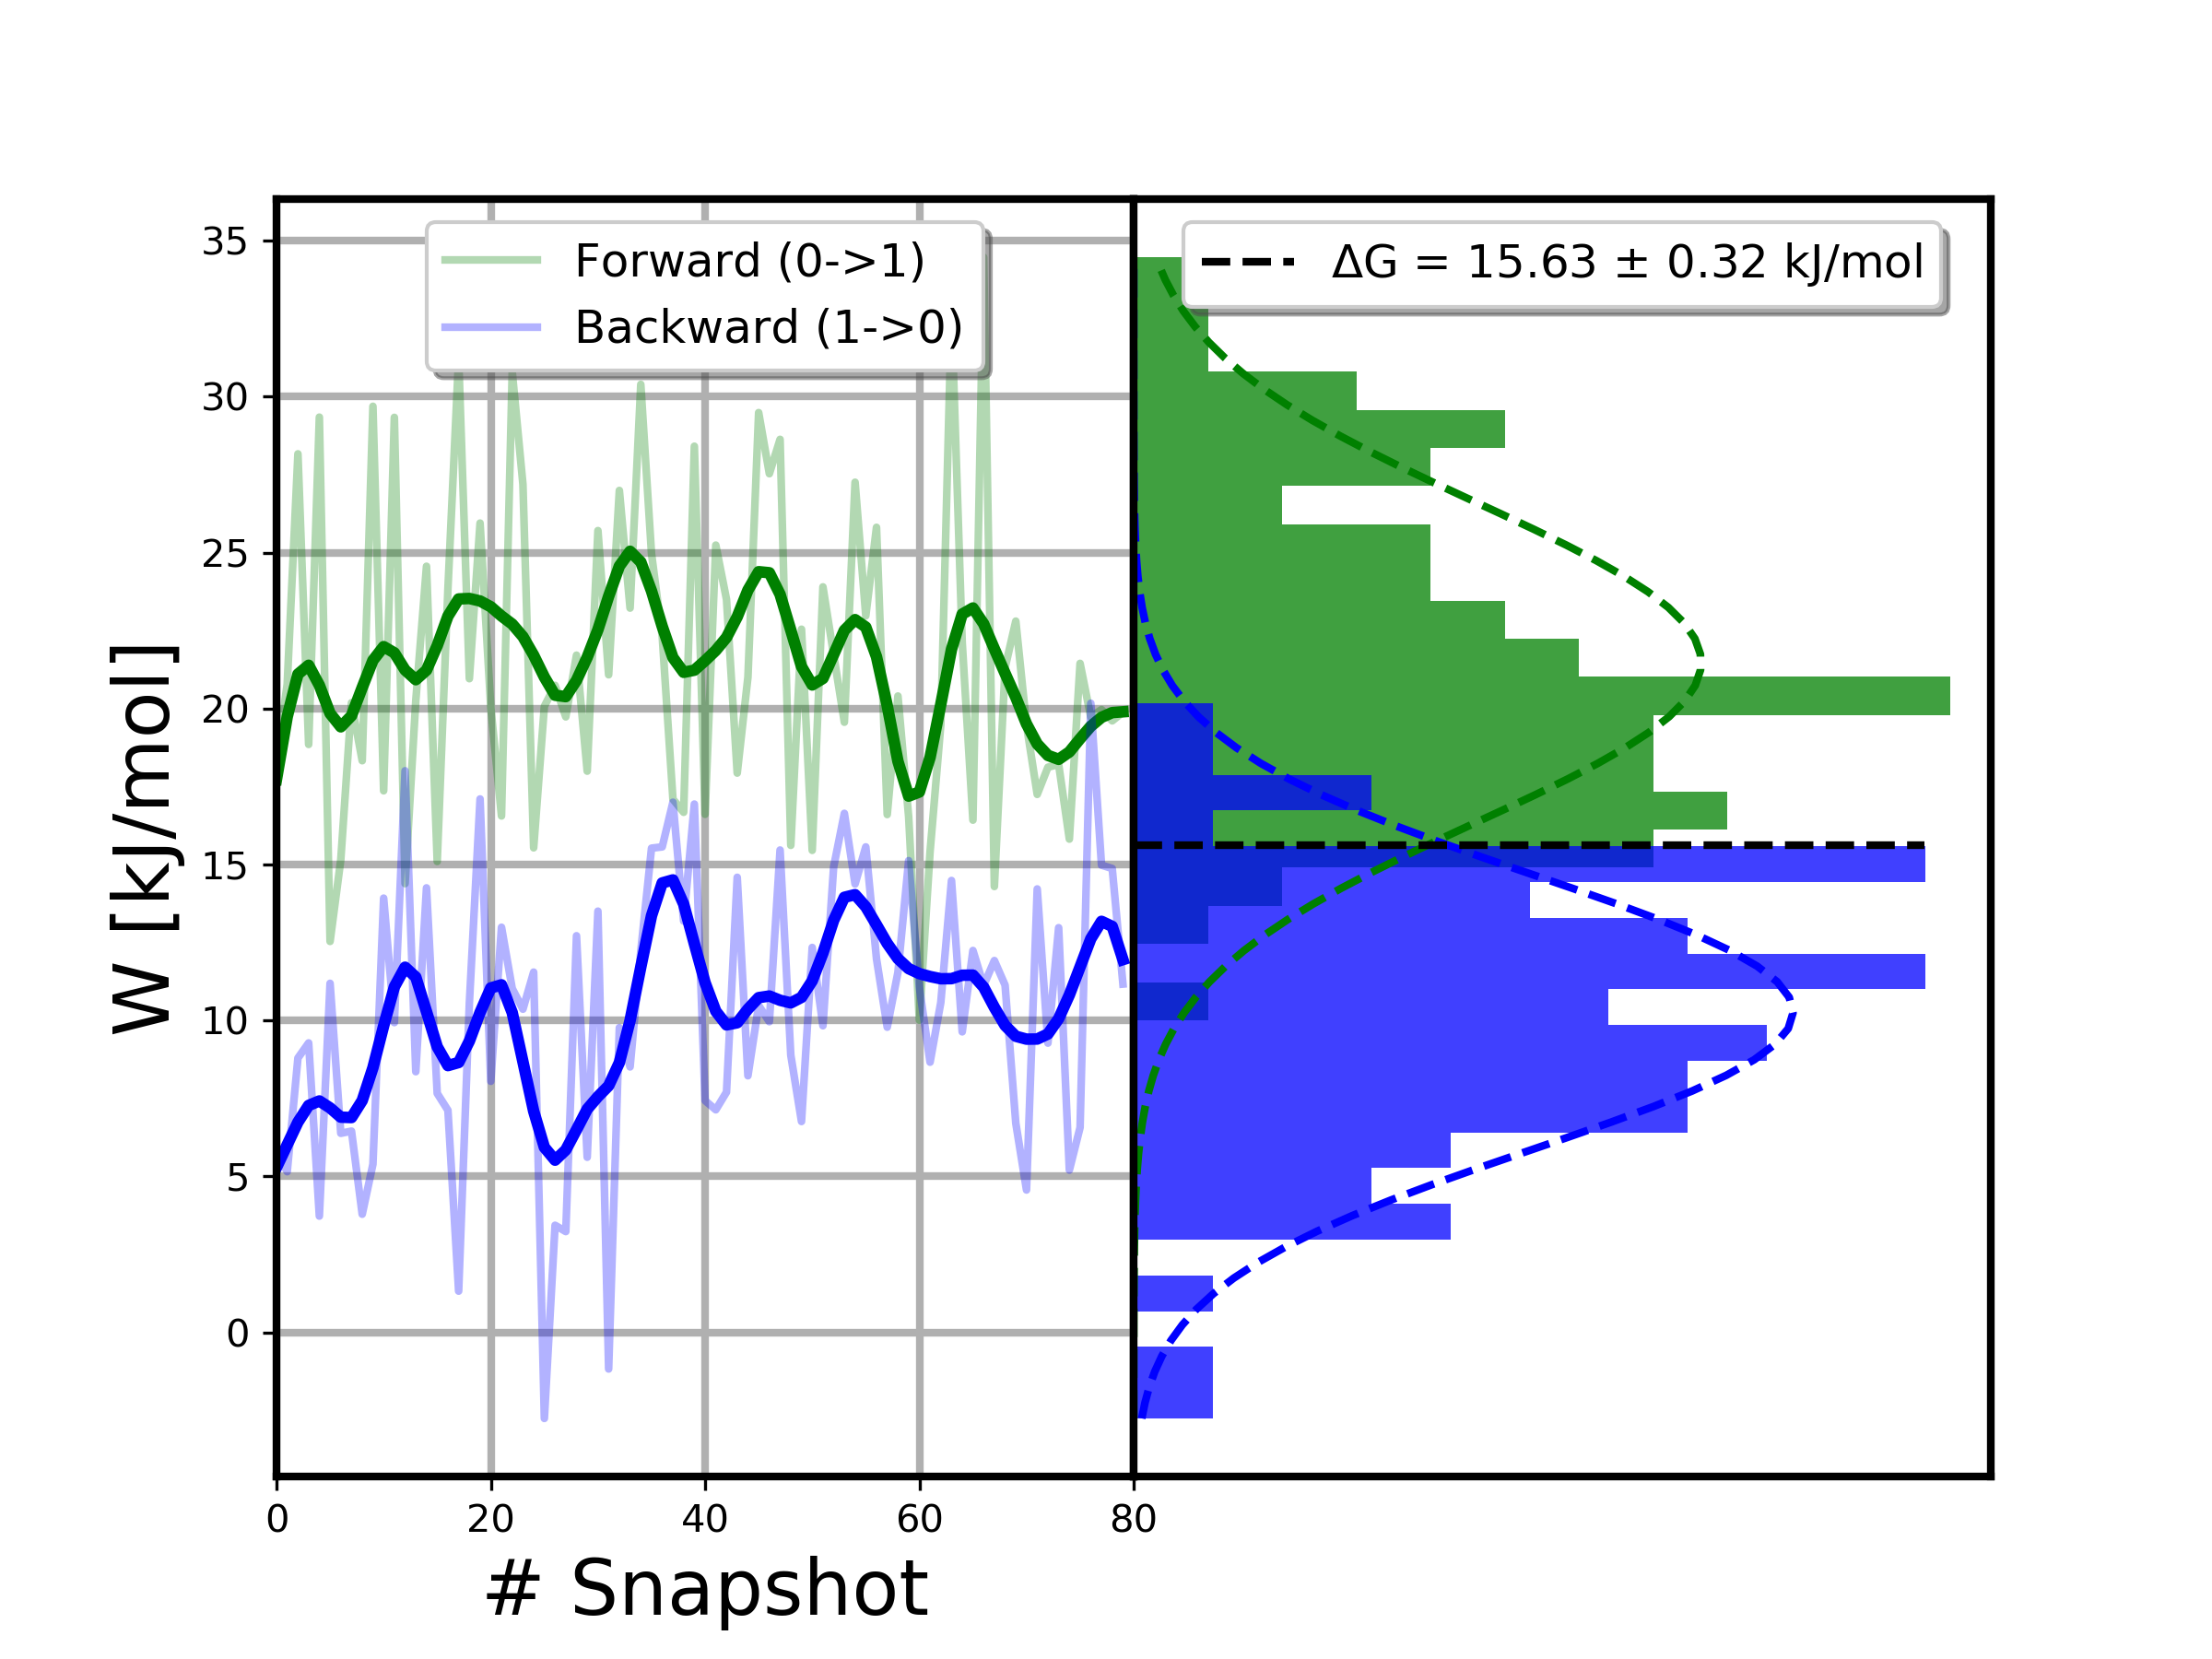 Forward (0->1)
Backward (1->0)
ΔG = 15.63 ± 0.32 kJ/mol
35
30
25
20
15
10
5
0
W [kJ/mol]
0 20 40 60 80
# Snapshot